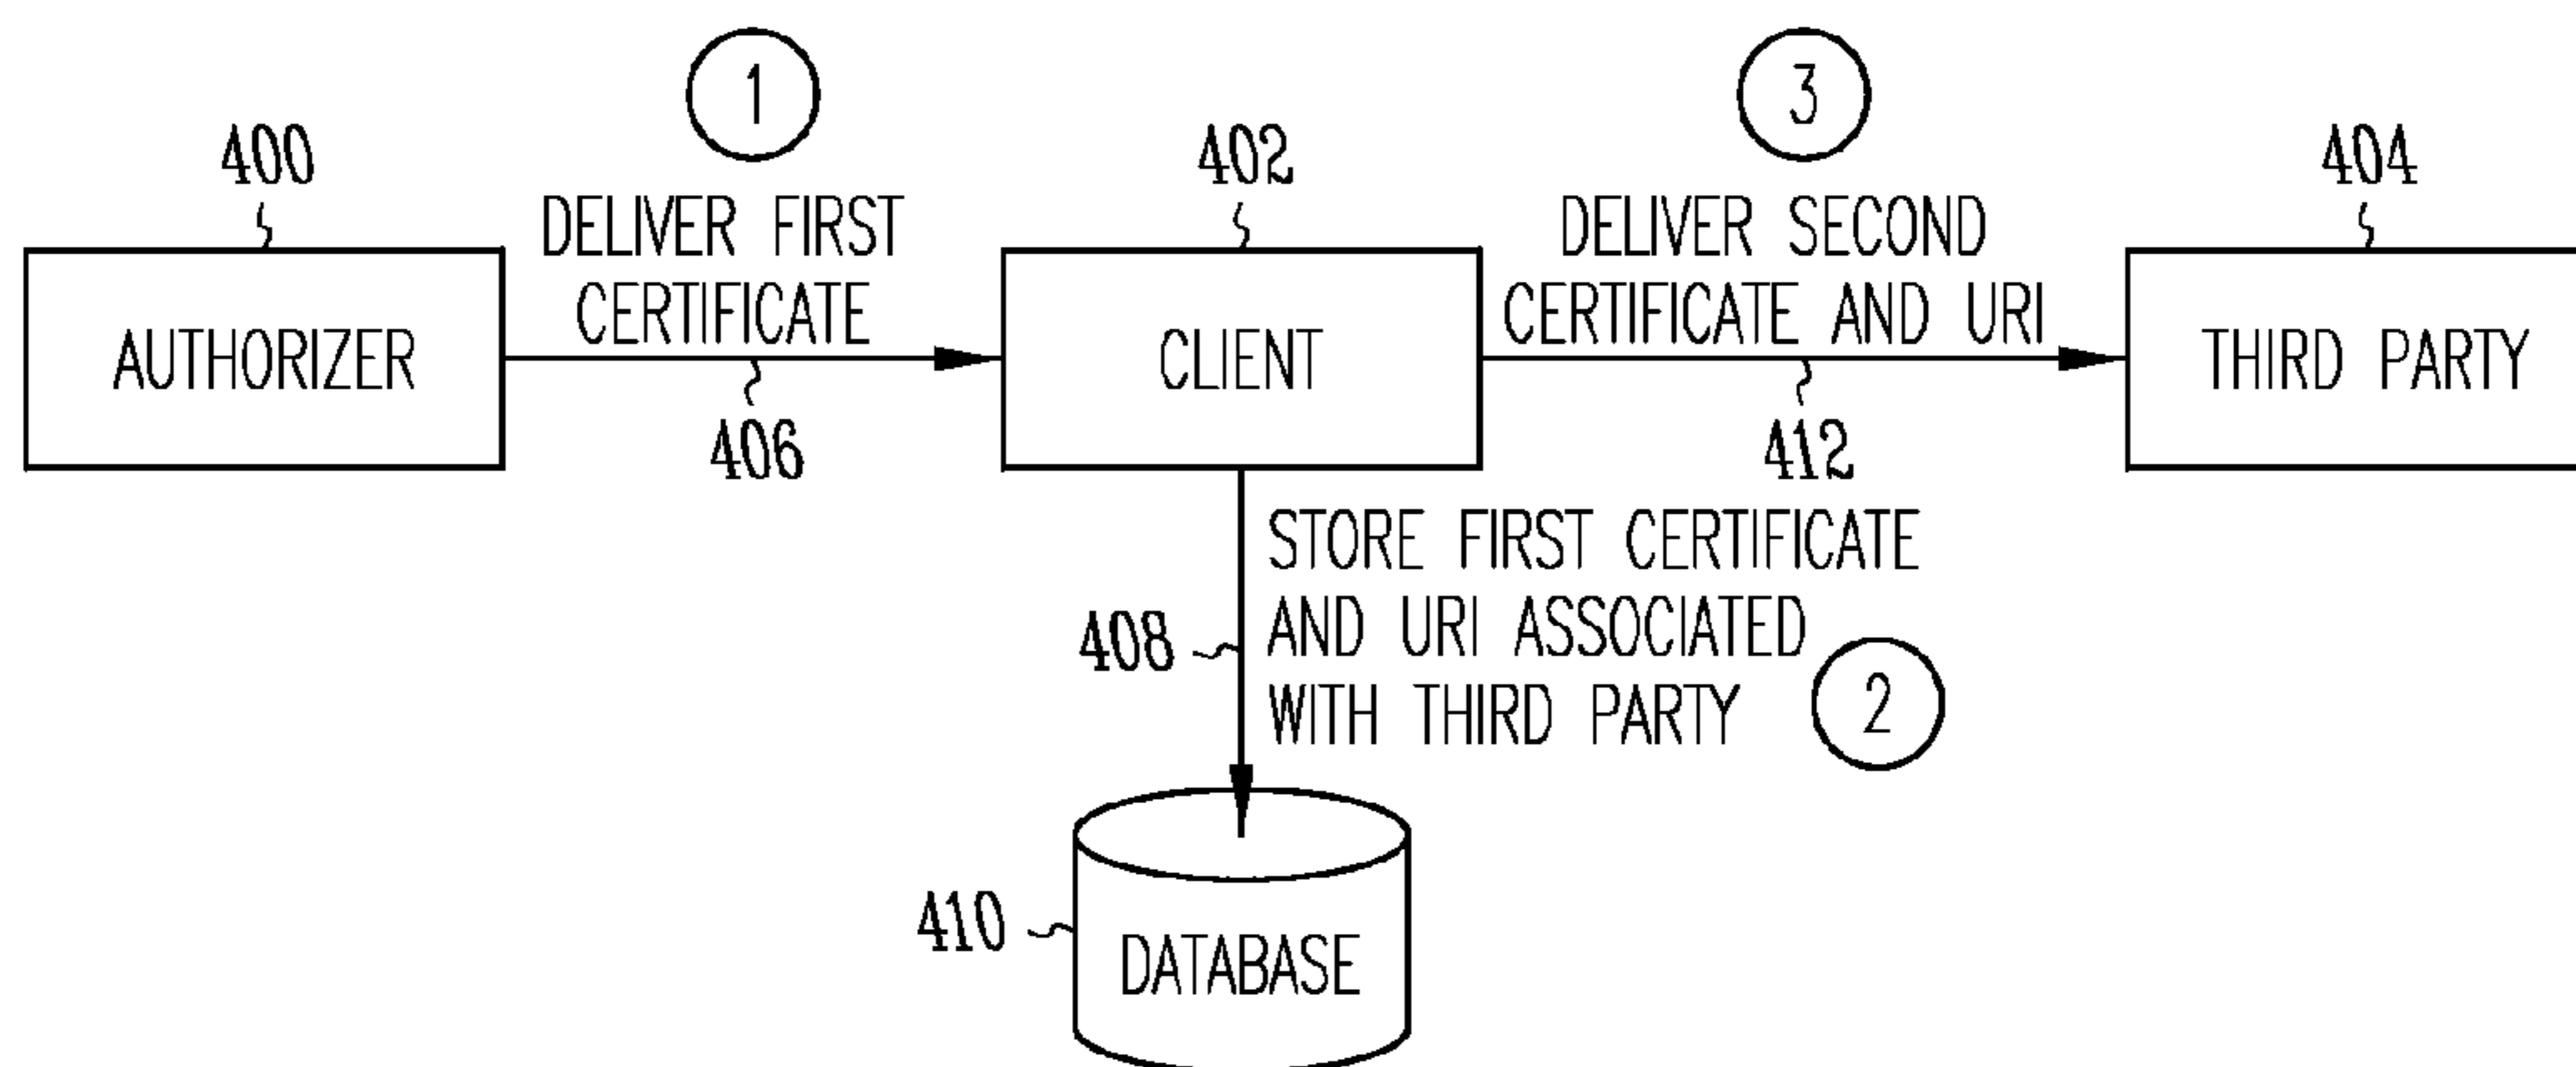 1
3
400
402
404
DELIVER FIRST
CERTIFICATE
DELIVER SECOND
CERTIFICATE AND URI
AUTHORIZER
CLIENT
THIRD PARTY
406
412
STORE FIRST CERTIFICATE
AND URI ASSOCIATED
WITH THIRD PARTY
408
2
410
DATABASE